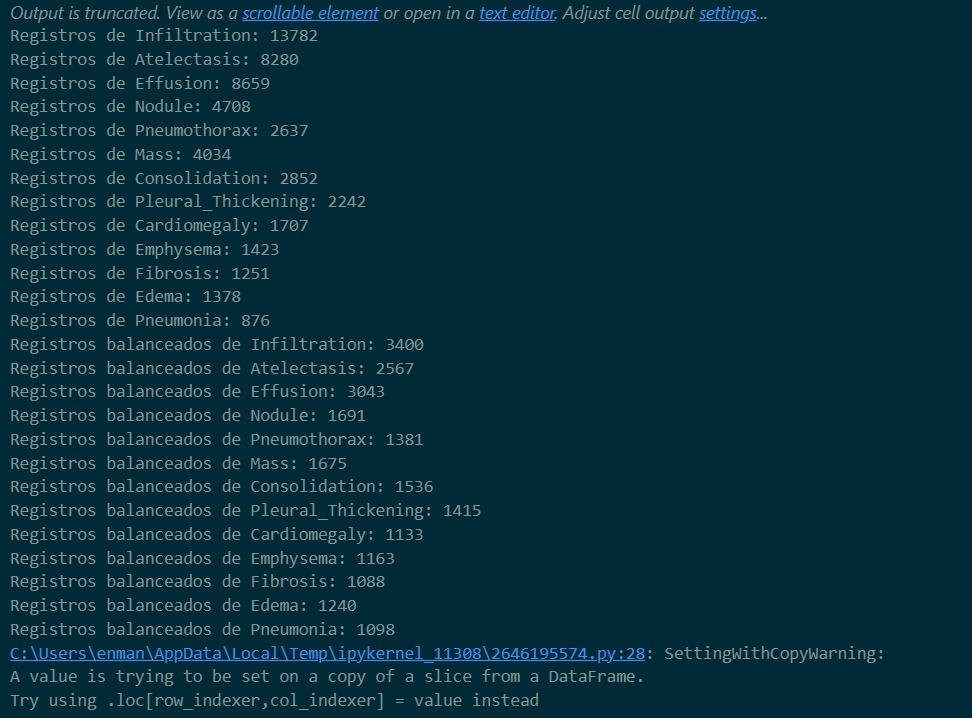 Output is truncated. View as a scrollable element or open in a text editor. Adjust cell output settings...
Registros de Infiltration: 13782
Registros de Atelectasis: 8280
Registros de Effusion: 8659
Registros de Nodule: 4708
Registros de Pneumothorax: 2637
Registros de Mass: 4034
Registros de Consolidation: 2852
Registros de Pleural_Thickening: 2242
Registros de Cardiomegaly: 1707
Registros de Emphysema: 1423
Registros de Fibrosis: 1251
Registros de Edema: 1378
Registros de Pneumonia: 876
Registros balanceados de Infiltration: 3400
Registros balanceados de Atelectasis: 2567
Registros balanceados de Effusion: 3043
Registros balanceados de Nodule: 1691
Registros balanceados de Pneumothorax: 1381
Registros balanceados de Mass: 1675
Registros balanceados de Consolidation: 1536
Registros balanceados de Pleural_Thickening: 1415
Registros balanceados de Cardiomegaly: 1133
Registros balanceados de Emphysema: 1163
Registros balanceados de Fibrosis: 1088
Registros balanceados de Edema: 1240
Registros balanceados de Pneumonia: 1098
C:\Users\enman\AppData\Local\Temp\ipykernel_11308\2646195574.py:28: SettingWithCopyWarning:
A value is trying to be set on a copy of a slice from a DataFrame.
Try using .loc[row_indexer,col_indexer] = value instead